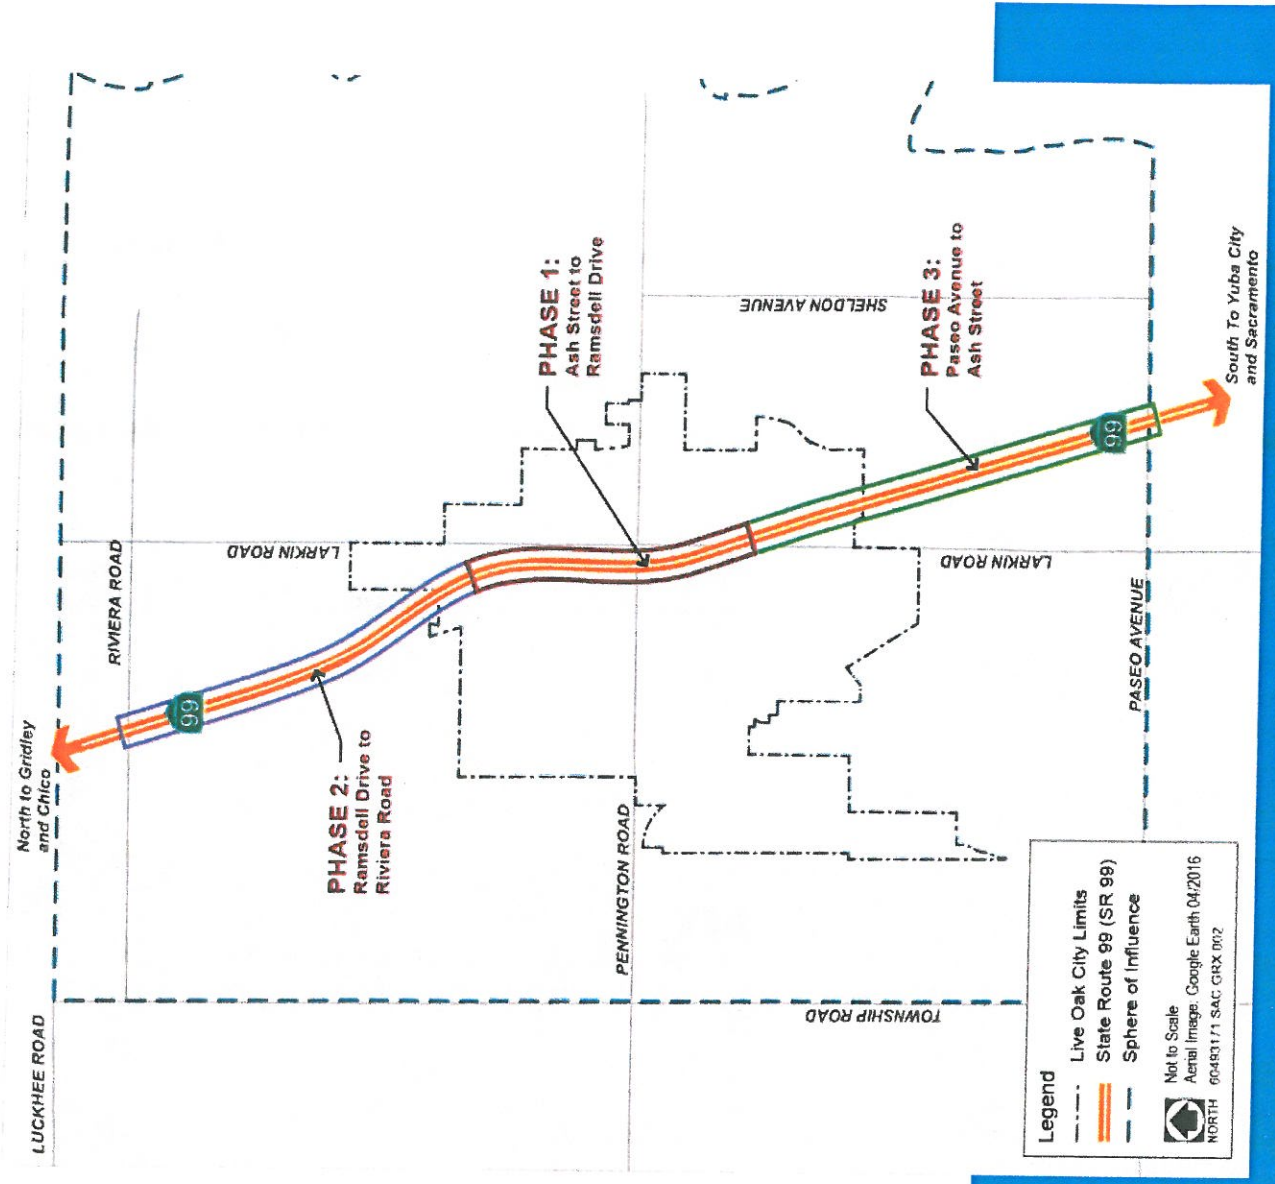 North to Gridley
and Chico
LUCKHEE ROAD
RIVIERA ROAD
99
PHASE 2:
Ramsdell Drive to
Riviera Road
LARKIN ROAD
PHASE 1:
Ash Street to
Ramsdell Drive
PENNINGTON ROAD
TOWNSHIP ROAD
SHELDON AVENUE
PHASE 3:
Paseo Avenue to
Ash Street
LARKIN ROAD
99
PASEO AVENUE
South To Yuba City
and Sacramento
Legend
Live Oak City Limits
State Route 99 (SR 99)
Sphere of Influence
NORTH
Not to Scale
Aerial Image: Google Earth 04/2016
SAC GRX 002